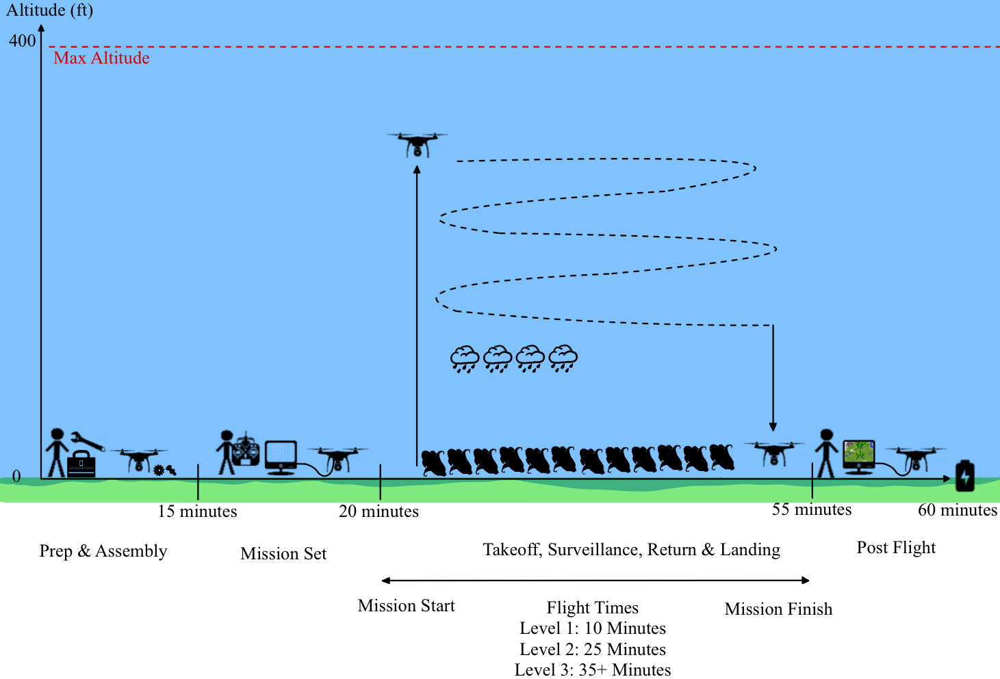 Altitude (ft)
400
Max Altitude
0
15 minutes
20 minutes
55 minutes
60 minutes
Prep & Assembly
Mission Set
Takeoff, Surveillance, Return & Landing
Post Flight
Mission Start
Flight Times
Mission Finish
Level 1: 10 Minutes
Level 2: 25 Minutes
Level 3: 35+ Minutes